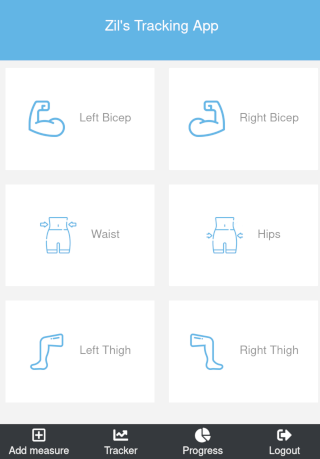 Zil's Tracking App
Left Bicep
Right Bicep
Waist
Hips
Left Thigh
Right Thigh
Add measure
Tracker
Progress
Logout